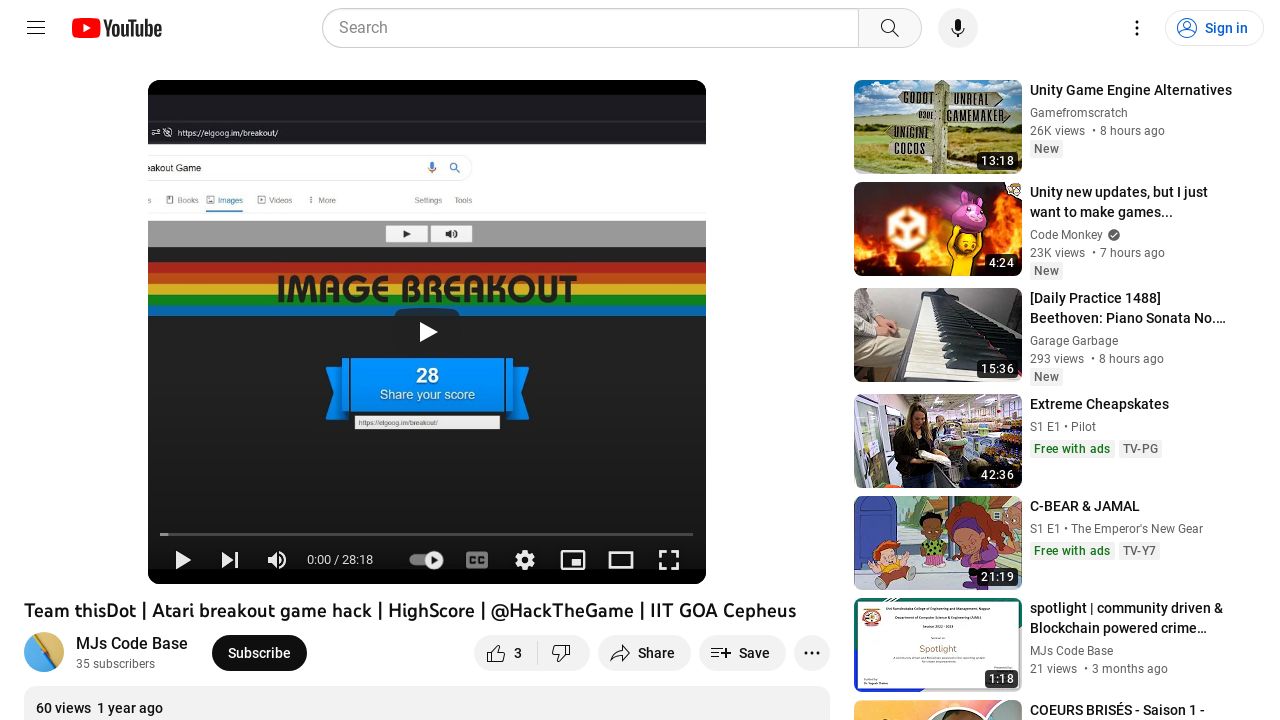 YouTube
Search
Sign in
https://elgoog.im/breakout/
eakout Game
Books
Images
Videos
More
Settings
Tools
IMAGE BREAKOUT
28
Share your score
https://elgoog.im/breakout/
0:00 / 28:18
CC
Team thisDot | Atari breakout game hack | HighScore | @HackTheGame | IIT GOA Cepheus
MJs Code Base
35 subscribers
Subscribe
3
Share
Save
60 views 1 year ago
GODOT
UNREAL
O3DE
GAMEMAKER
UNIGINE
COCOS
13:18
Unity Game Engine Alternatives
Gamefromscratch
26K views • 8 hours ago
New
4:24
Unity new updates, but I just
want to make games...
Code Monkey
23K views • 7 hours ago
New
15:36
[Daily Practice 1488]
Beethoven: Piano Sonata No.…
Garage Garbage
293 views • 8 hours ago
New
42:36
Extreme Cheapskates
S1 E1 • Pilot
Free with ads
TV-PG
21:19
C-BEAR & JAMAL
S1 E1 • The Emperor's New Gear
Free with ads
TV-Y7
Spotlight
1:18
spotlight | community driven &
Blockchain powered crime…
MJs Code Base
21 views • 3 months ago
COEURS BRISÉS - Saison 1 -